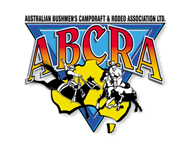 AUSTRALIAN BUSHMEN'S CAMPDRAFT & RODEO ASSOCIATION LTD.
ABCRA